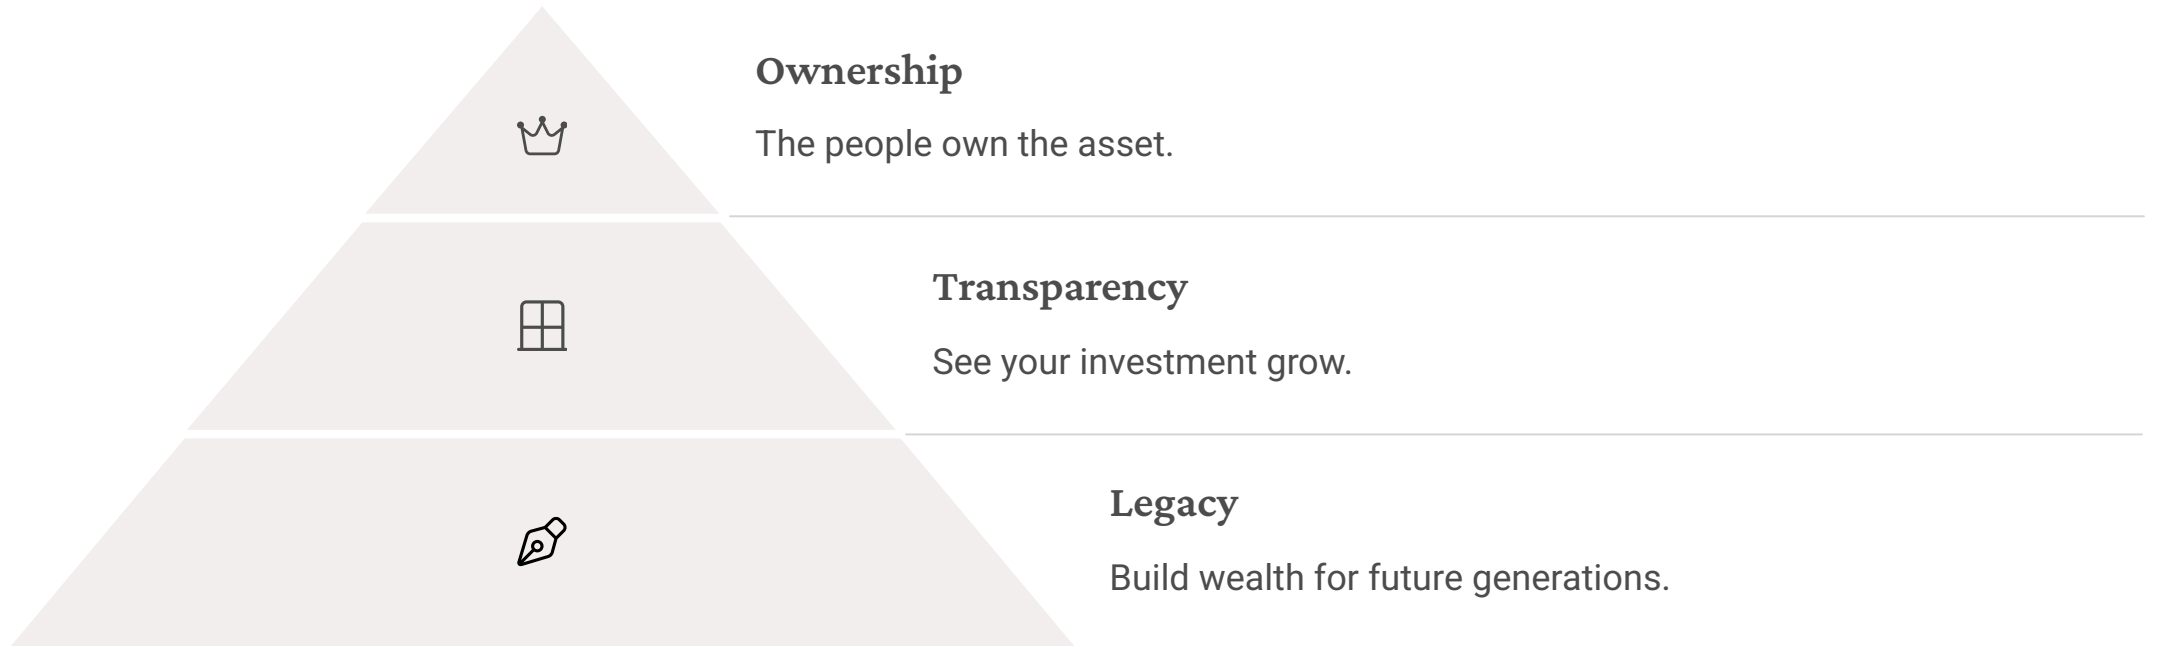 Ownership
The people own the asset.
Transparency
See your investment grow.
Legacy
Build wealth for future generations.